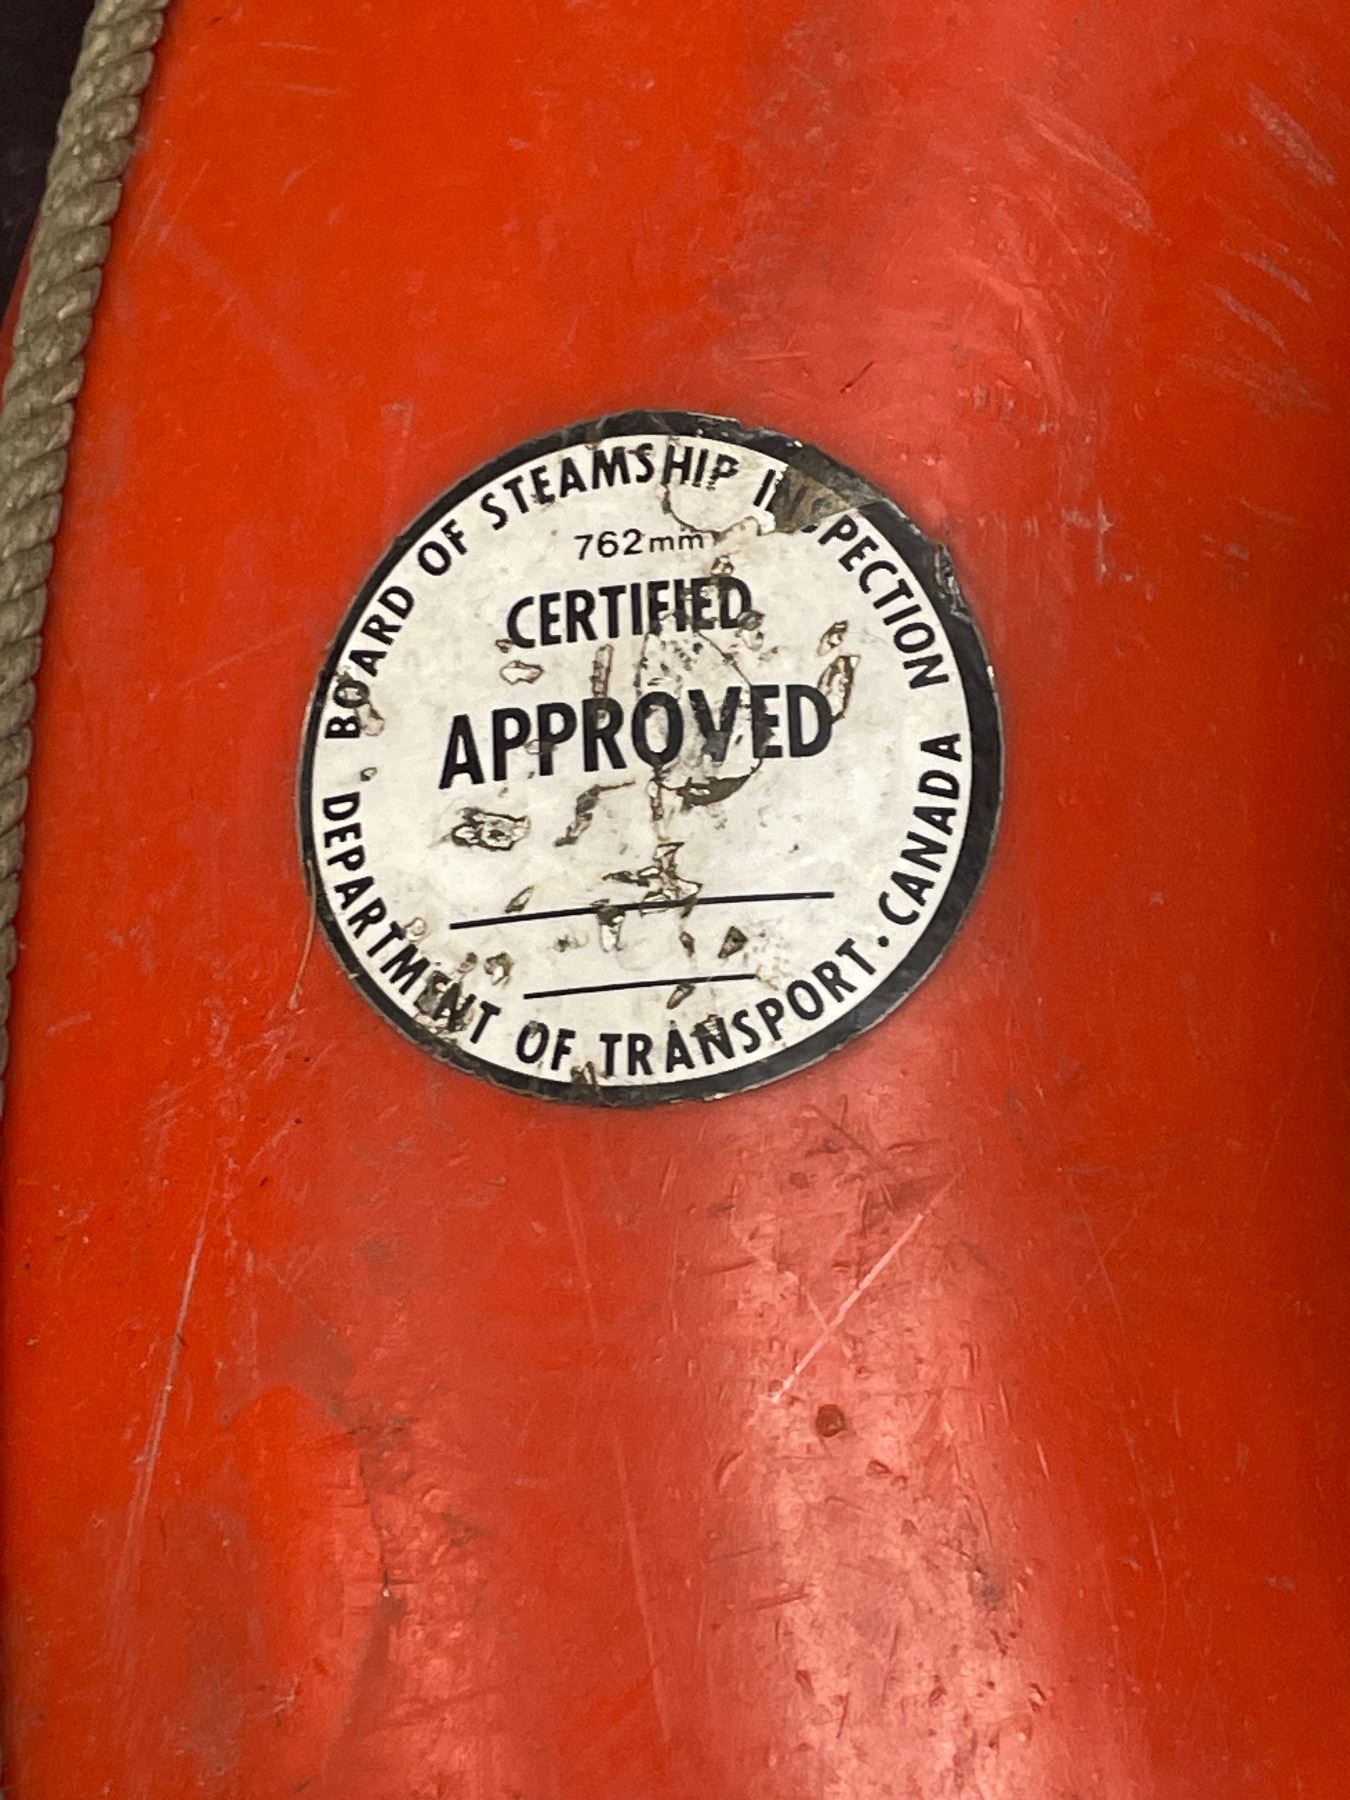 BOARD OF STEAMSHIP INSPECTION
762mm
CERTIFIED
APPROVED
DEPARTMENT OF TRANSPORT • CANADA